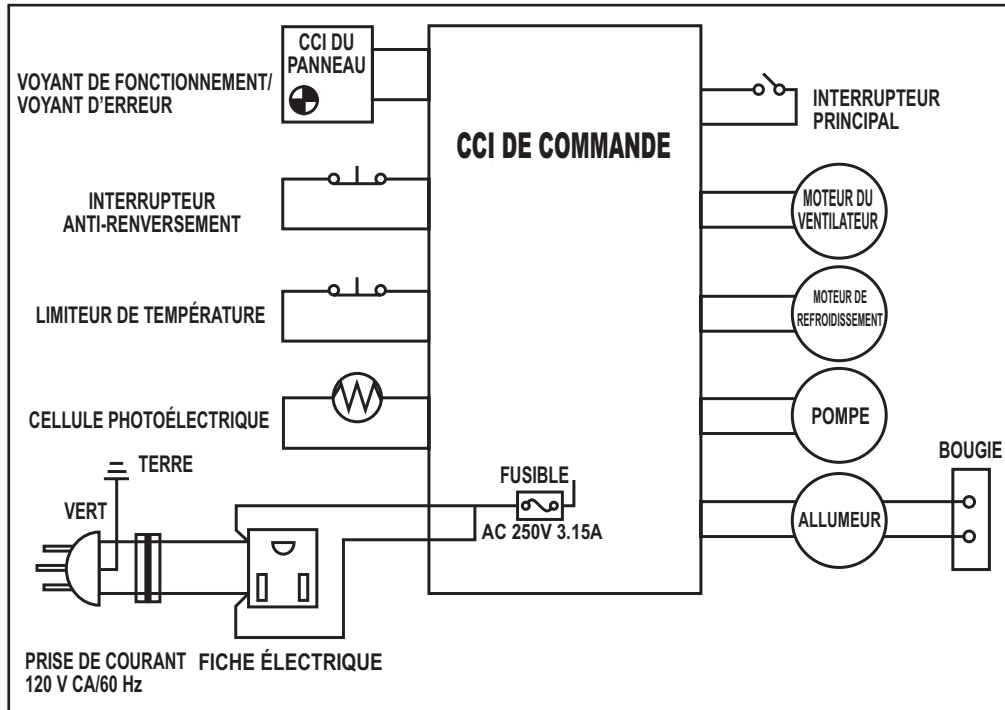 CCI DU
PANNEAU
VOYANT DE FONCTIONNEMENT/
VOYANT D'ERREUR
INTERRUPTEUR
ANTI-RENVERSEMENT
LIMITEUR DE TEMPÉRATURE
CELLULE PHOTOÉLECTRIQUE
TERRE
VERT
PRISE DE COURANT
120 V CA/60 Hz
FICHE ÉLECTRIQUE
CCI DE COMMANDE
FUSIBLE
AC 250V 3.15A
INTERRUPTEUR
PRINCIPAL
MOTEUR DU
VENTILATEUR
MOTEUR DE
REFROIDISSEMENT
POMPE
BOUGIE
ALLUMEUR